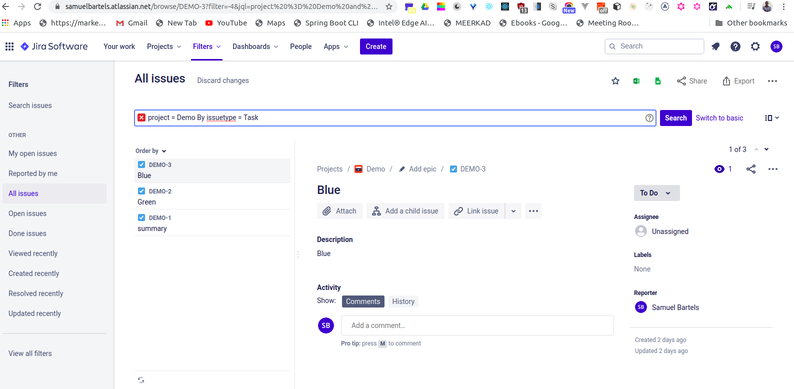 samuelbartels.atlassian.net/browse/DEMO-3?filter=-4&jql=project%20%3D%20Demo%20and%2...
Apps
https://marke...
Gmail
New Tab
YouTube
Maps
Spring Boot CLI
Intel® Edge AI...
MEERKAD
Ebooks - Goog...
Meeting Roo...
Other bookmarks
Jira Software
Your work
Projects
Filters
Dashboards
People
Apps
Create
Search
SB
Filters
Search issues
OTHER
My open issues
Reported by me
All issues
Open issues
Done issues
Viewed recently
Created recently
Resolved recently
Updated recently
View all filters
All issues
Discard changes
Share
Export
project = Demo By issuetype = Task
Search
Switch to basic
Order by
DEMO-3
Blue
DEMO-2
Green
DEMO-1
summary
1 of 3
Projects / Demo / Add epic / DEMO-3
1
Blue
Attach
Add a child issue
Link issue
Description
Blue
Activity
Show:
Comments
History
SB
Add a comment...
Pro tip: press M to comment
To Do
Assignee
Unassigned
Labels
None
Reporter
SB
Samuel Bartels
Created 2 days ago
Updated 2 days ago